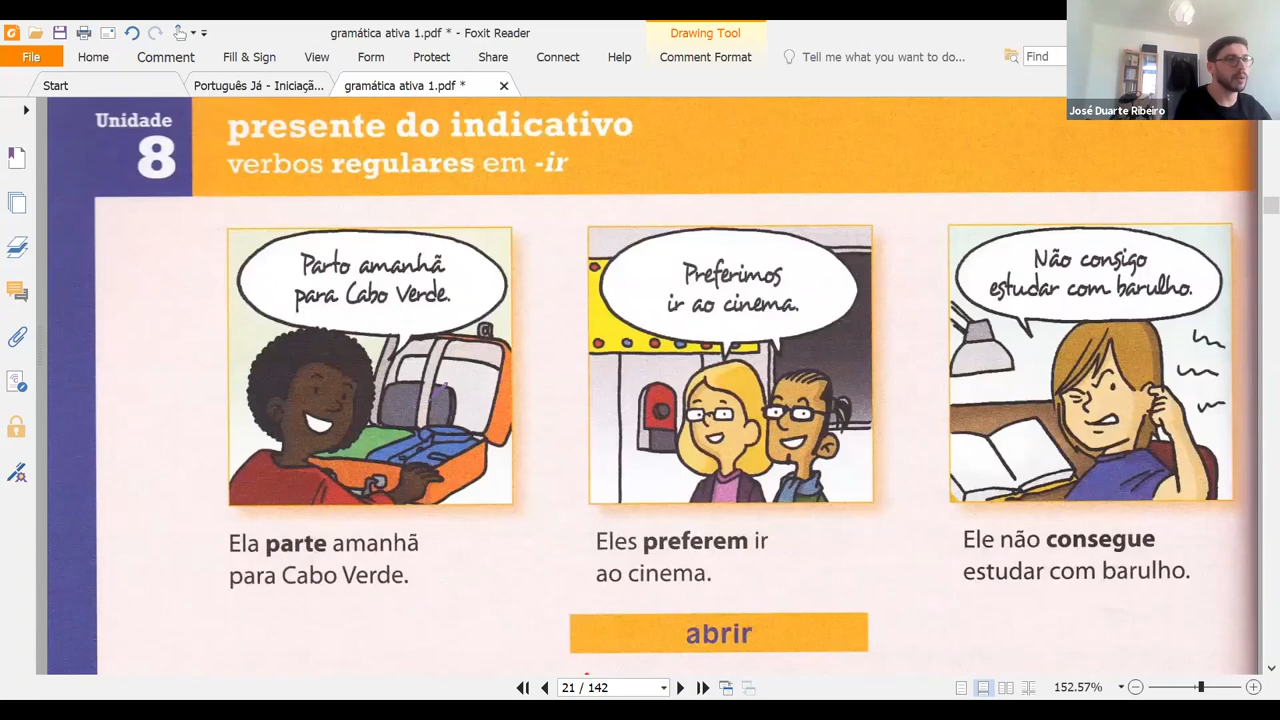 gramática ativa 1.pdf * - Foxit Reader
Drawing Tool
File Home Comment Fill & Sign View Form Protect Share Connect Help Comment Format Tell me what you want to do... Find
Start Português Já - Iniciaçã... gramática ativa 1.pdf *
José Duarte Ribeiro
Unidade
8
presente do indicativo
verbos regulares em -ir
Parto amanhã
para Cabo Verde.
Preferimos
ir ao cinema.
Não consigo
estudar com barulho.
Ela parte amanhã
para Cabo Verde.
Eles preferem ir
ao cinema.
Ele não consegue
estudar com barulho.
abrir
21 / 142
152.57%